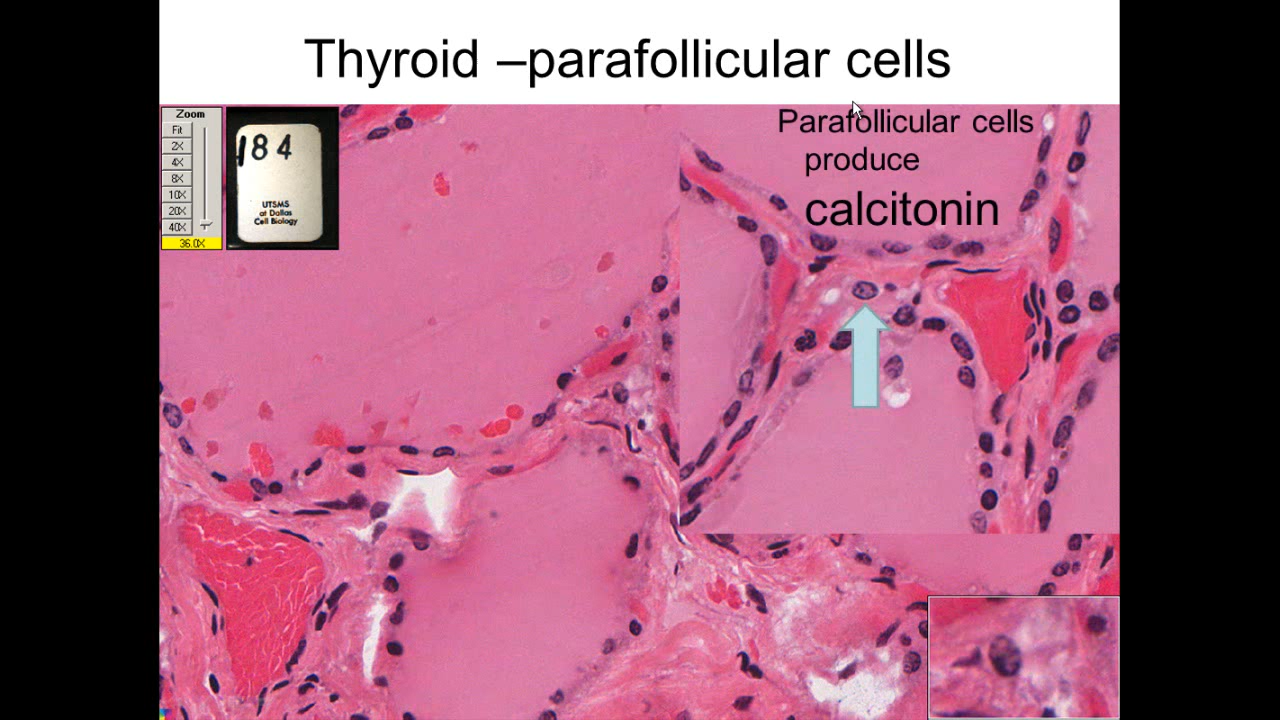 Thyroid –parafollicular cells
Zoom
Fit
2X
4X
8X
10X
20X
40X
36.0X
184
UTSMS
at Dallas
Cell Biology
Parafollicular cells
produce
calcitonin